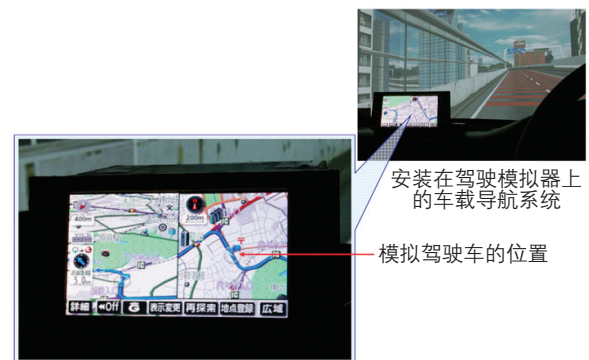 安装在驾驶模拟器上
的车载导航系统
模拟驾驶车的位置
400m
200m
5.0
詳細
◀Off
G
表示変更
再探索
地点登録
広域